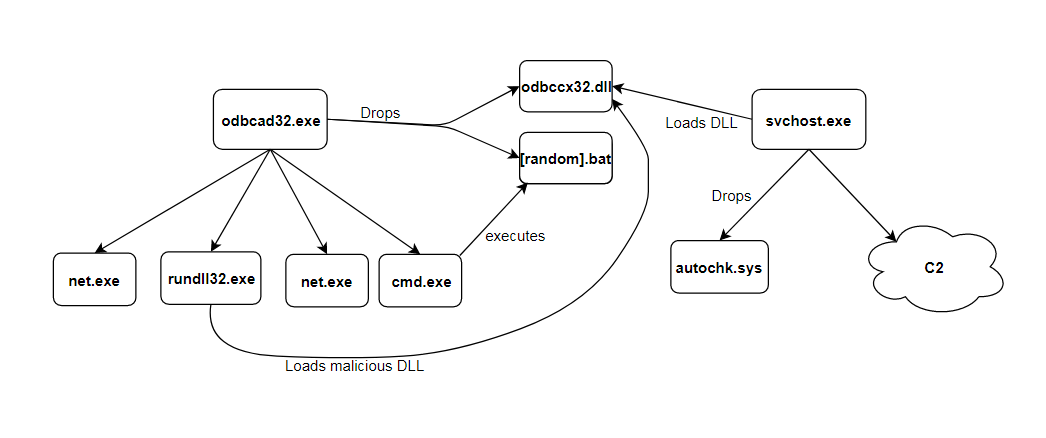 odbccx32.dll
odbcad32.exe
Drops
Loads DLL
svchost.exe
[random].bat
Drops
executes
net.exe
rundll32.exe
net.exe
cmd.exe
autochk.sys
C2
Loads malicious DLL